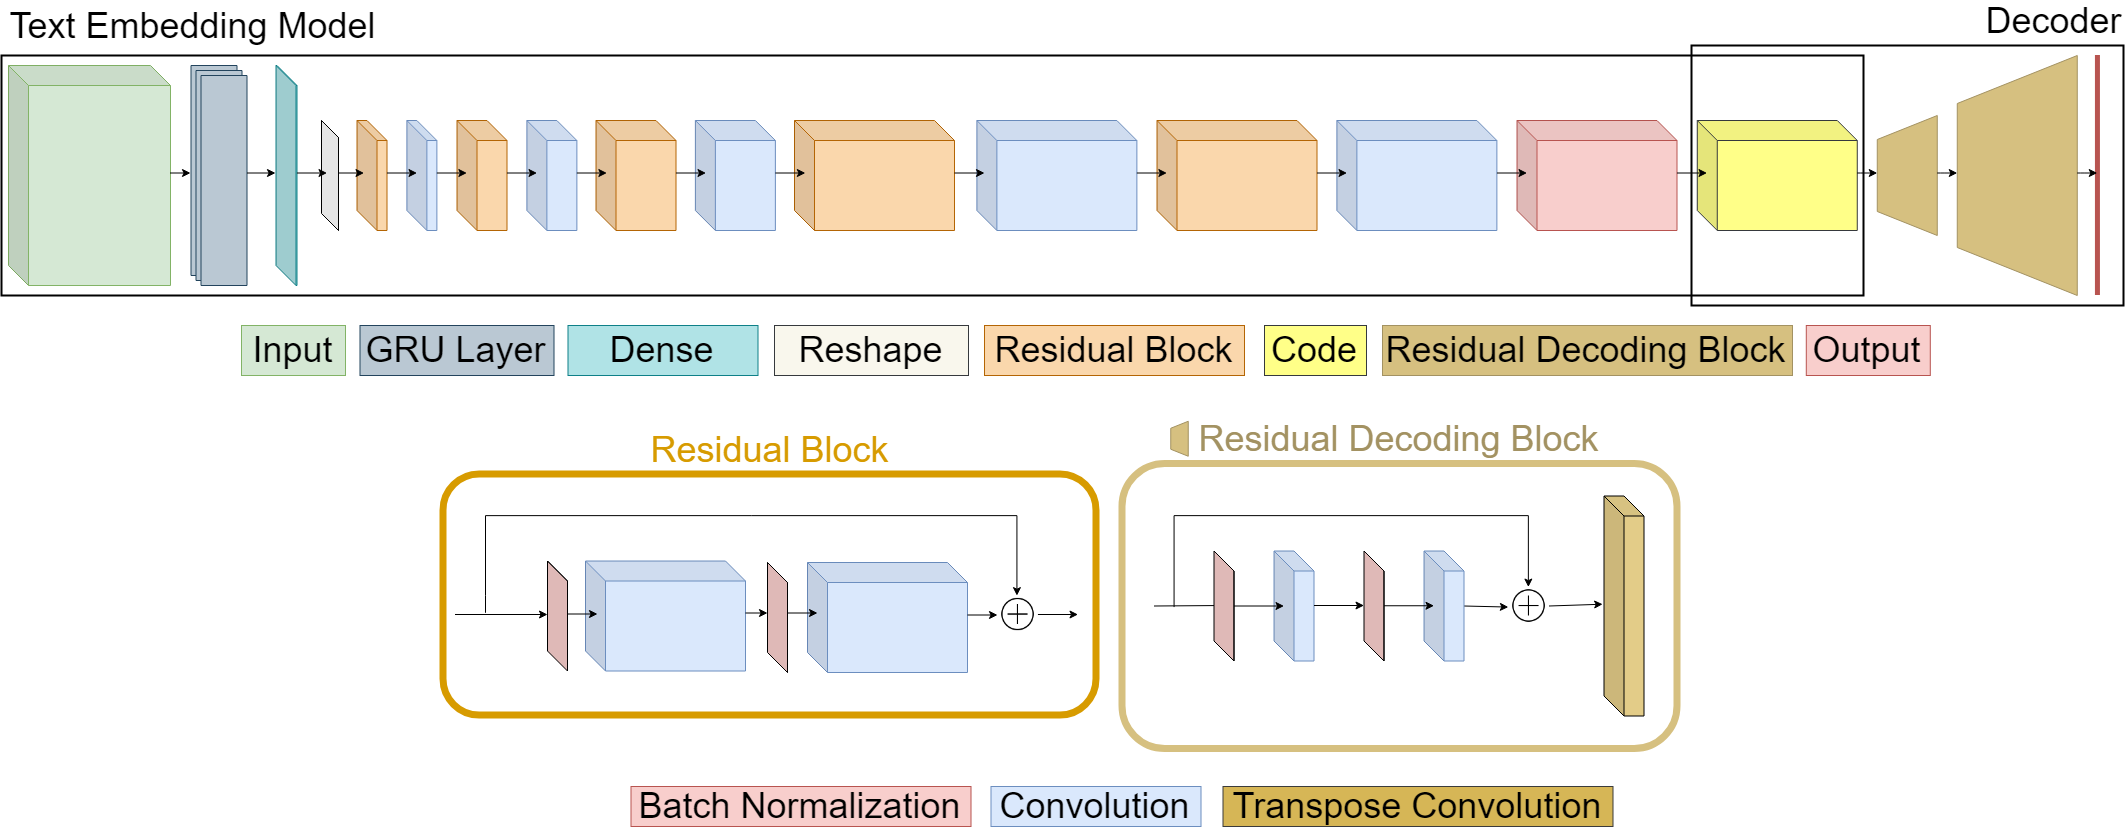 Text Embedding Model
Decoder
Input
GRU Layer
Dense
Reshape
Residual Block
Code
Residual Decoding Block
Output
Residual Block
Residual Decoding Block
Batch Normalization
Convolution
Transpose Convolution